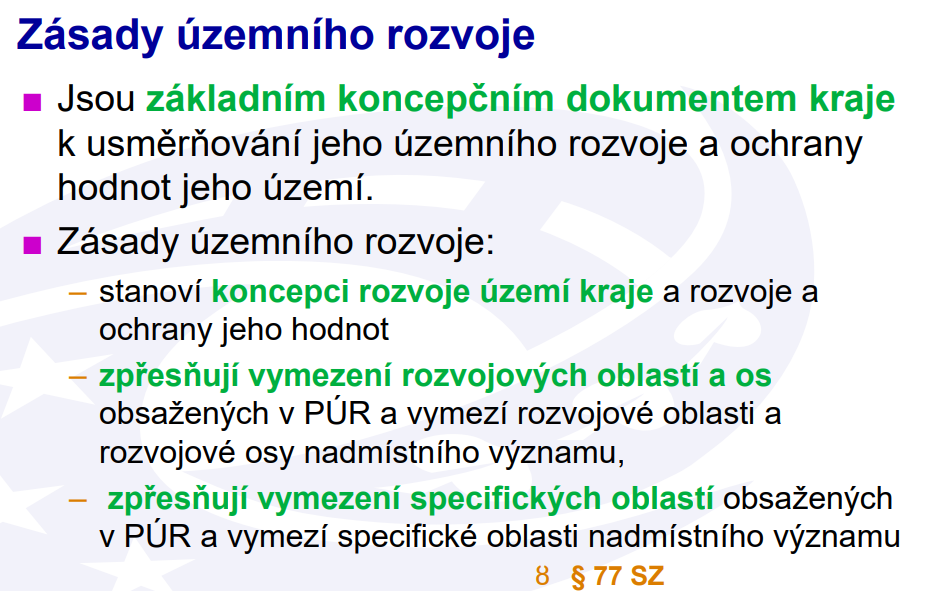 Zásady územního rozvoje
■ Jsou základním koncepčním dokumentem kraje
k usměrňování jeho územního rozvoje a ochrany
hodnot jeho území.
■ Zásady územního rozvoje:
– stanoví koncepci rozvoje území kraje a rozvoje a
ochrany jeho hodnot
– zpřesňují vymezení rozvojových oblastí a os
obsažených v PÚR a vymezí rozvojové oblasti a
rozvojové osy nadmístního významu,
– zpřesňují vymezení specifických oblastí obsažených
v PÚR a vymezí specifické oblasti nadmístního významu
8 § 77 SZ